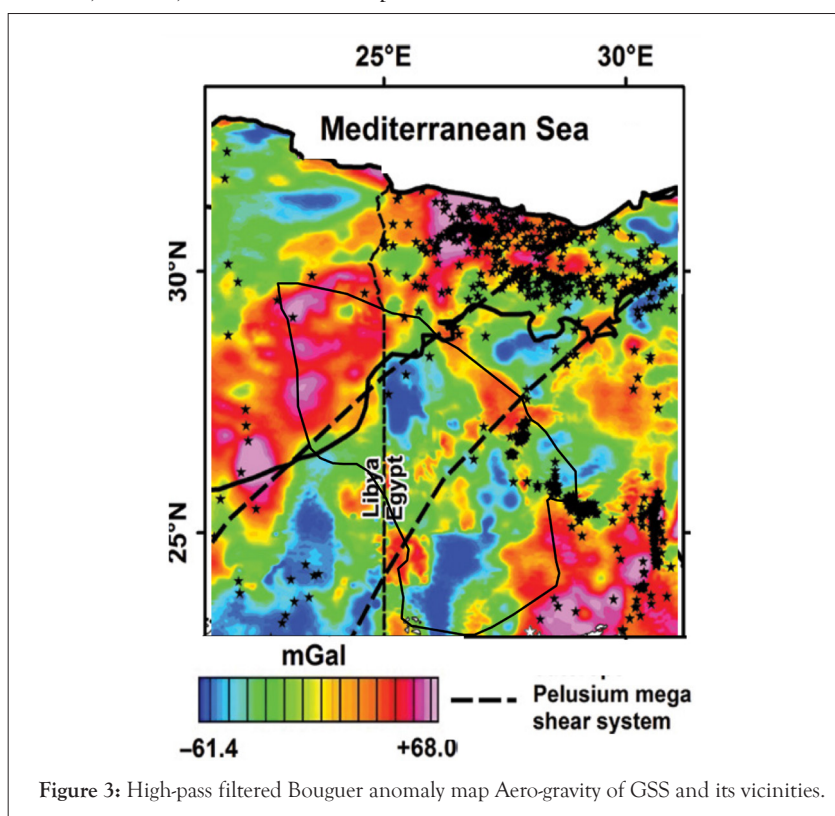 25°E 30°E
Mediterranean Sea
30°N
Libya
Egypt
25°N
mGal
−61.4 +68.0
Pelusium mega
shear system
Figure 3: High-pass filtered Bouguer anomaly map Aero-gravity of GSS and its vicinities.